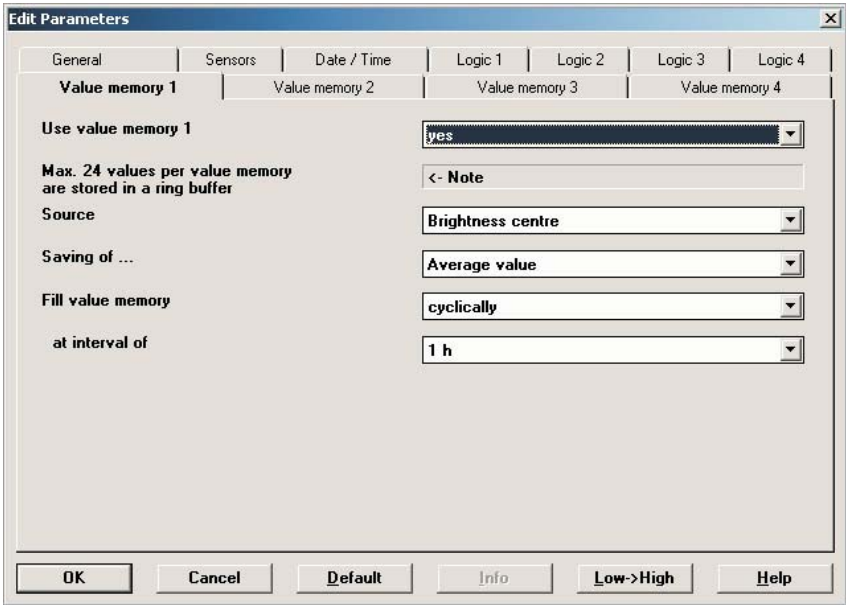 Edit Parameters
General Sensors Date / Time Logic 1 Logic 2 Logic 3 Logic 4
Value memory 1 Value memory 2 Value memory 3 Value memory 4
Use value memory 1 yes
Max. 24 values per value memory
are stored in a ring buffer <- Note
Source Brightness centre
Saving of ... Average value
Fill value memory cyclically
at interval of 1 h
OK Cancel Default Info Low->High Help